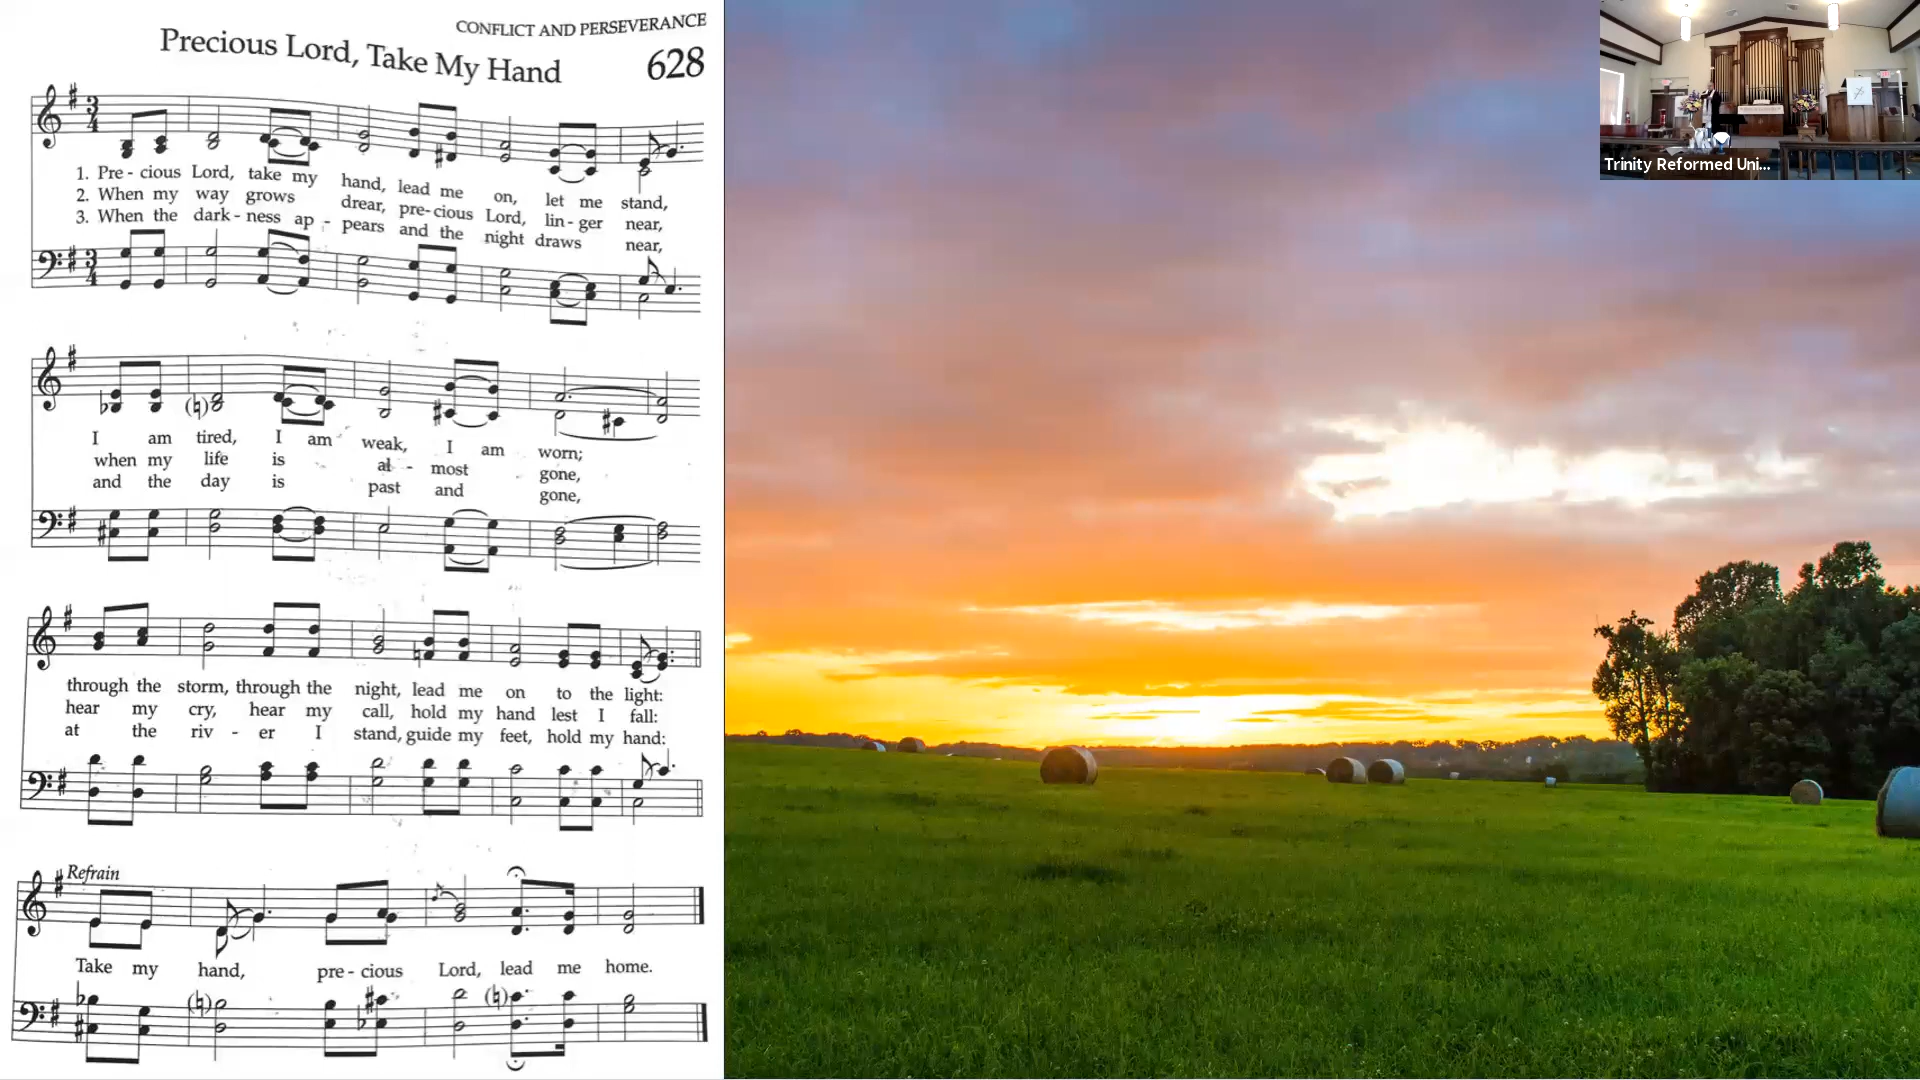 CONFLICT AND PERSEVERANCE
Precious Lord, Take My Hand
628
1. Pre - cious Lord, take my hand, lead me on, let me stand,
2. When my way grows drear, pre - cious Lord, lin - ger near,
3. When the dark - ness ap - pears and the night draws near,
I am tired, I am weak, I am worn;
when my life is al - most gone,
and the day is past and gone,
through the storm, through the night, lead me on to the light:
hear my cry, hear my call, hold my hand lest I fall:
at the riv - er I stand, guide my feet, hold my hand:
Refrain
Take my hand, pre - cious Lord, lead me home.
Trinity Reformed Uni...